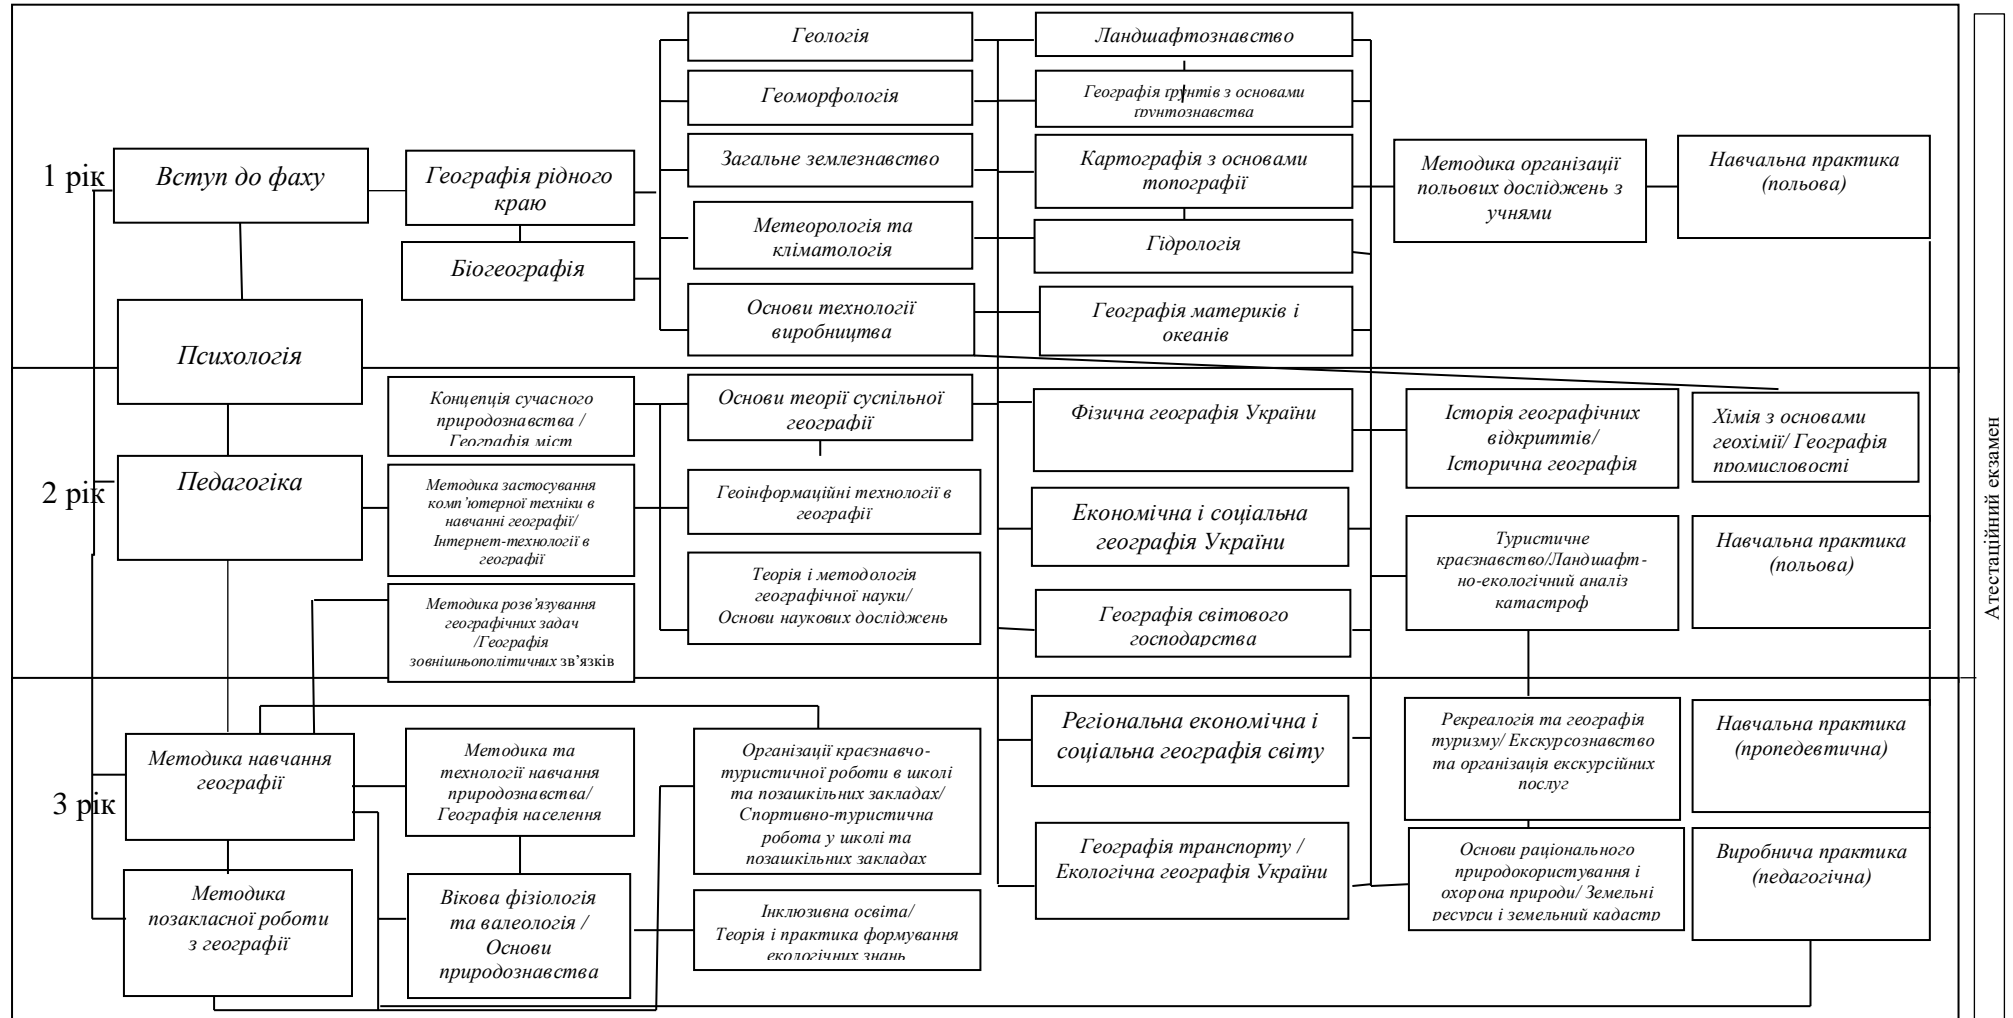 1 рік
Вступ до фаху
Географія рідного
краю
Біогеографія
Психологія
Геологія
Геоморфологія
Загальне землезнавство
Метеорологія та
кліматологія
Основи технології
виробництва
Ландшафтознавство
Географія ґрунтів з основами
ґрунтознавства
Картографія з основами
топографії
Гідрологія
Географія материків і
океанів
Методика організації
польових досліджень з
учнями
Навчальна практика
(польова)
2 рік
Педагогіка
Концепція сучасного
природознавства /
Географія міст
Методика застосування
комп’ютерної техніки в
навчанні географії/
Інтернет-технології в
географії
Методика розв’язування
географічних задач
/Географія
зовнішньополітичних зв’язків
Основи теорії суспільної
географії
Геоінформаційні технології в
географії
Теорія і методологія
географічної науки/
Основи наукових досліджень
Фізична географія України
Економічна і соціальна
географія України
Географія світового
господарства
Історія географічних
відкриттів/
Історична географія
Туристичне
краєзнавство/Ландшафт-
но-екологічний аналіз
катастроф
Хімія з основами
геохімії/ Географія
промисловості
Навчальна практика
(польова)
3 рік
Методика навчання
географії
Методика
позакласної роботи
з географії
Методика та
технології навчання
природознавства/
Географія населення
Вікова фізіологія
та валеологія /
Основи
природознавства
Організації краєзнавчо-
туристичної роботи в школі
та позашкільних закладах/
Спортивно-туристична
робота у школі та
позашкільних закладах
Інклюзивна освіта/
Теорія і практика формування
екологічних знань
Регіональна економічна і
соціальна географія світу
Географія транспорту /
Екологічна географія України
Рекреалогія та географія
туризму/ Екскурсознавство
та організація екскурсійних
послуг
Основи раціонального
природокористування і
охорона природи/ Земельні
ресурси і земельний кадастр
Навчальна практика
(пропедевтична)
Виробнича практика
(педагогічна)
Атестаційний екзамен